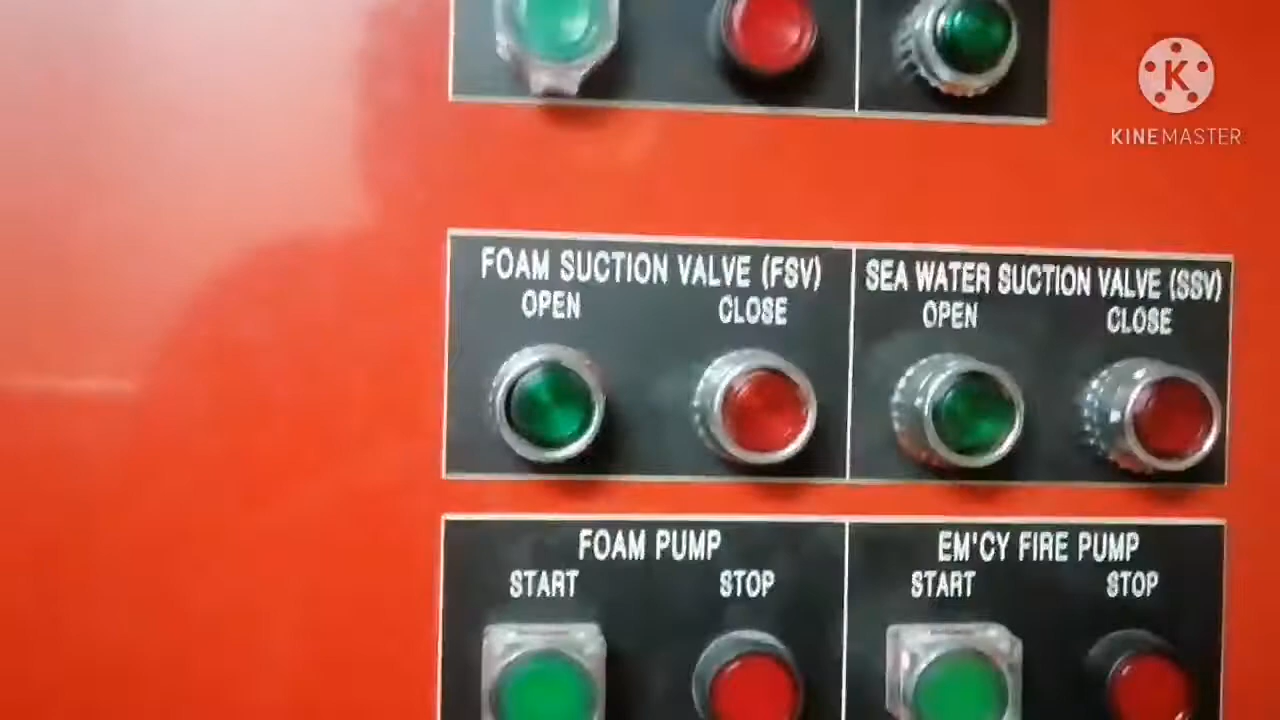 K
KINEMASTER
FOAM SUCTION VALVE (FSV)
OPEN CLOSE
SEA WATER SUCTION VALVE (SSV)
OPEN CLOSE
FOAM PUMP
START STOP
EM'CY FIRE PUMP
START STOP